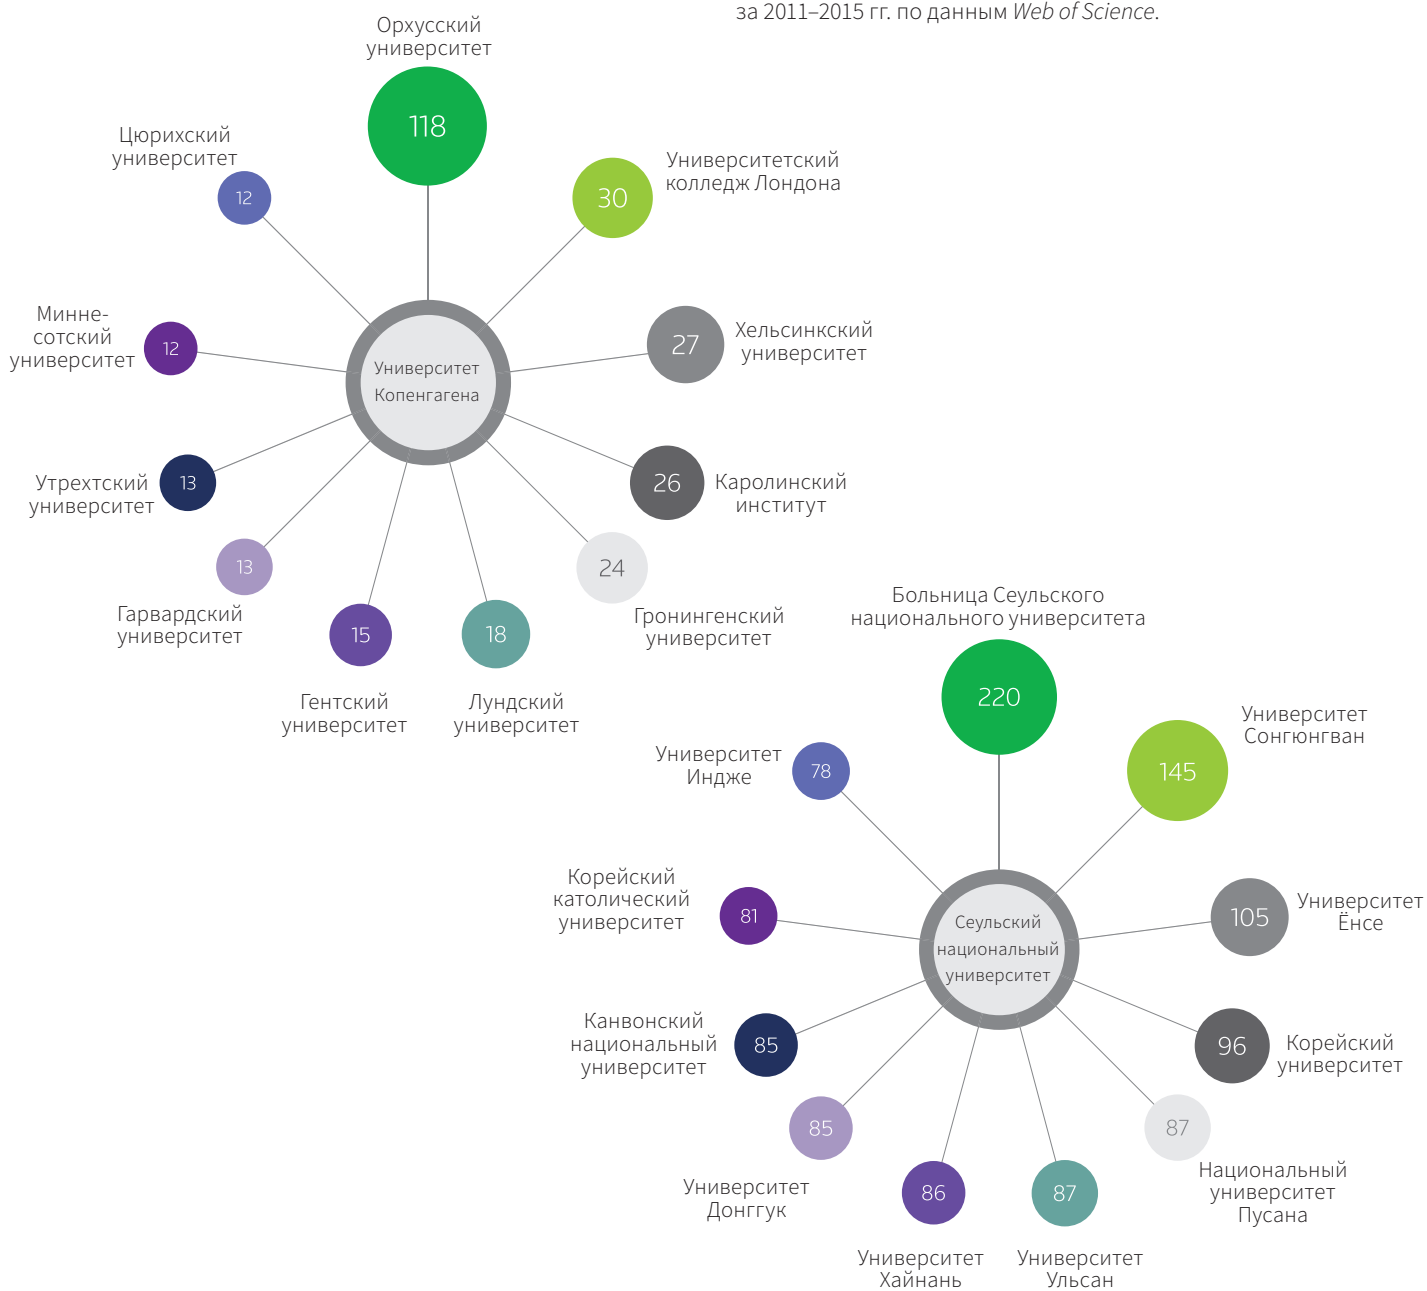 за 2011–2015 гг. по данным Web of Science.
Орхусский
университет
118
Цюрихский
университет
12
Университетский
колледж Лондона
30
Минне-
сотский
университет
12
Хельсинкский
университет
27
Университет
Копенгагена
Утрехтский
университет
13
Каролинский
институт
26
Гарвардский
университет
13
Гронингенский
университет
24
Гентский
университет
15
Лундский
университет
18
Больница Сеульского
национального университета
220
Университет
Индже
78
Университет
Сонгюнгван
145
Корейский
католический
университет
81
Университет
Ёнсе
105
Сеульский
национальный
университет
Канвонский
национальный
университет
85
Корейский
университет
96
Университет
Донггук
85
Национальный
университет
Пусана
87
Университет
Хайнань
86
Университет
Ульсан
87